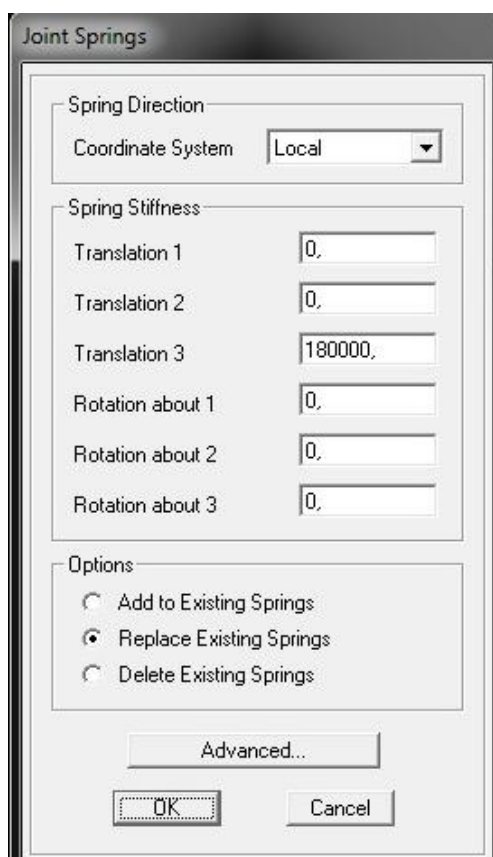 Joint Springs
Spring Direction
Coordinate System Local
Spring Stiffness
Translation 1 0,
Translation 2 0,
Translation 3 180000,
Rotation about 1 0,
Rotation about 2 0,
Rotation about 3 0,
Options
Add to Existing Springs
Replace Existing Springs
Delete Existing Springs
Advanced...
OK Cancel